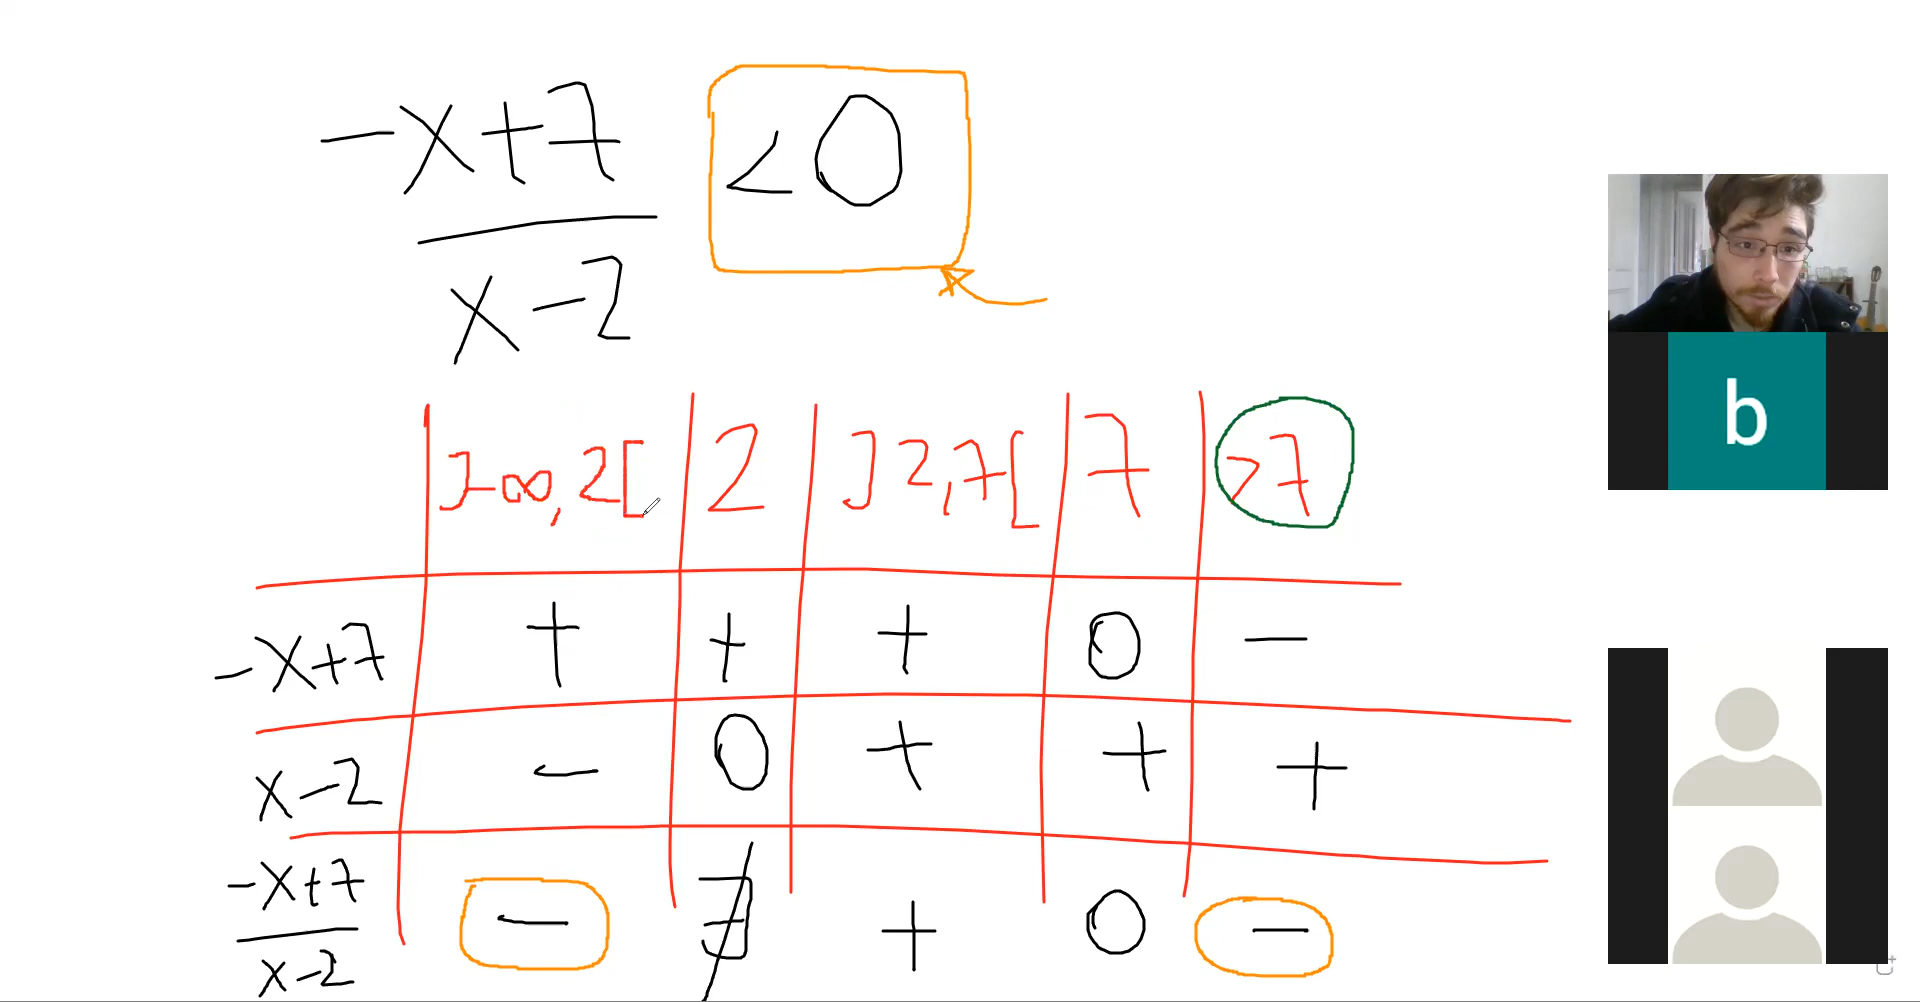 -x+7
< 0
x-2
b
]-∞,2[ 2 ]2,7[ 7 >7
-x+7 + + + 0 -
x-2 - 0 + + +
-x+7
- ∄ + 0 -
x-2